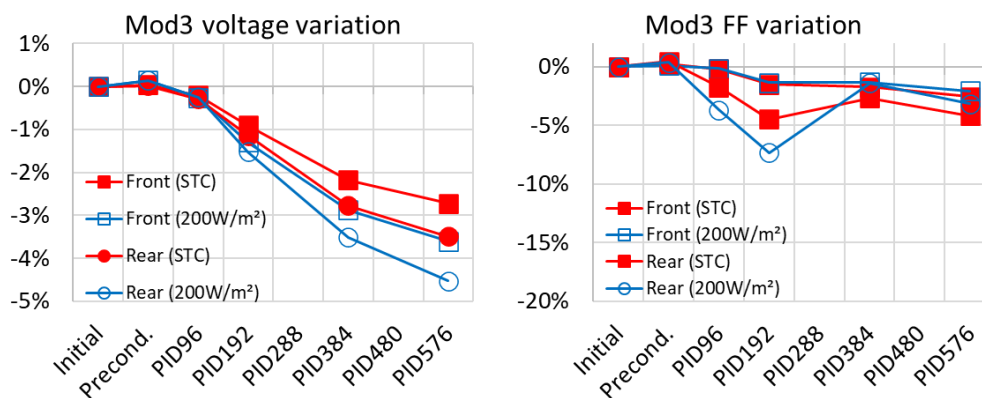 Mod3 voltage variation
1%
0%
-1%
-2%
-3%
-4%
-5%
Front (STC)
Front (200W/m²)
Rear (STC)
Rear (200W/m²)
Initial
Precond.
PID96
PID192
PID288
PID384
PID480
PID576
Mod3 FF variation
0%
-5%
-10%
-15%
-20%
Front (STC)
Front (200W/m²)
Rear (STC)
Rear (200W/m²)
Initial
Precond.
PID96
PID192
PID288
PID384
PID480
PID576